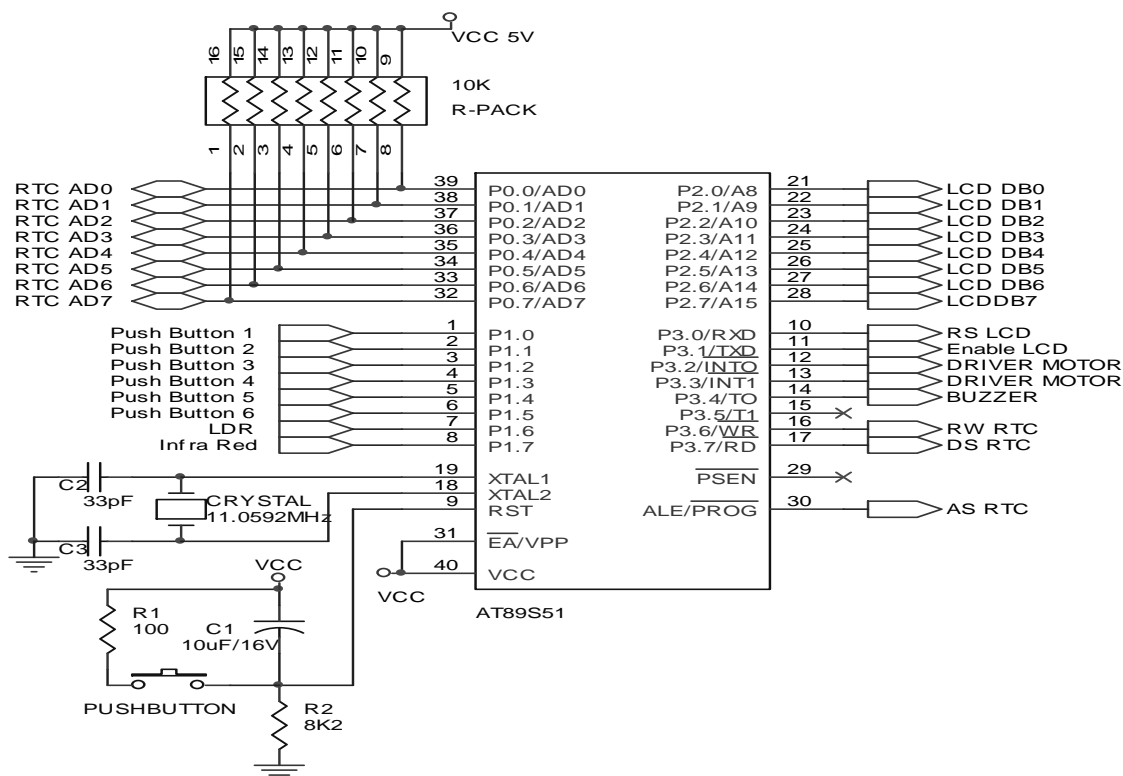 VCC 5V
16 15 14 13 12 11 10 9
10K
R-PACK
1 2 3 4 5 6 7 8
RTC AD0 39 P0.0/AD0 P2.0/A8 21 LCD DB0
RTC AD1 38 P0.1/AD1 P2.1/A9 22 LCD DB1
RTC AD2 37 P0.2/AD2 P2.2/A10 23 LCD DB2
RTC AD3 36 P0.3/AD3 P2.3/A11 24 LCD DB3
RTC AD4 35 P0.4/AD4 P2.4/A12 25 LCD DB4
RTC AD5 34 P0.5/AD5 P2.5/A13 26 LCD DB5
RTC AD6 33 P0.6/AD6 P2.6/A14 27 LCD DB6
RTC AD7 32 P0.7/AD7 P2.7/A15 28 LCDDB7
Push Button 1 1 P1.0 P3.0/RXD 10 RS LCD
Push Button 2 2 P1.1 P3.1/TXD 11 Enable LCD
Push Button 3 3 P1.2 P3.2/INTO 12 DRIVER MOTOR
Push Button 4 4 P1.3 P3.3/INT1 13 DRIVER MOTOR
Push Button 5 5 P1.4 P3.4/TO 14 BUZZER
Push Button 6 6 P1.5 P3.5/T1 15
LDR 7 P1.6 P3.6/WR 16 RW RTC
Infra Red 8 P1.7 P3.7/RD 17 DS RTC
19 XTAL1 PSEN 29
C2 33pF
18 XTAL2
CRYSTAL
11.0592MHz
9 RST ALE/PROG 30 AS RTC
C3 33pF
31 EA/VPP
40 VCC
VCC
VCC
AT89S51
R1
100
C1
10uF/16V
PUSHBUTTON
R2
8K2